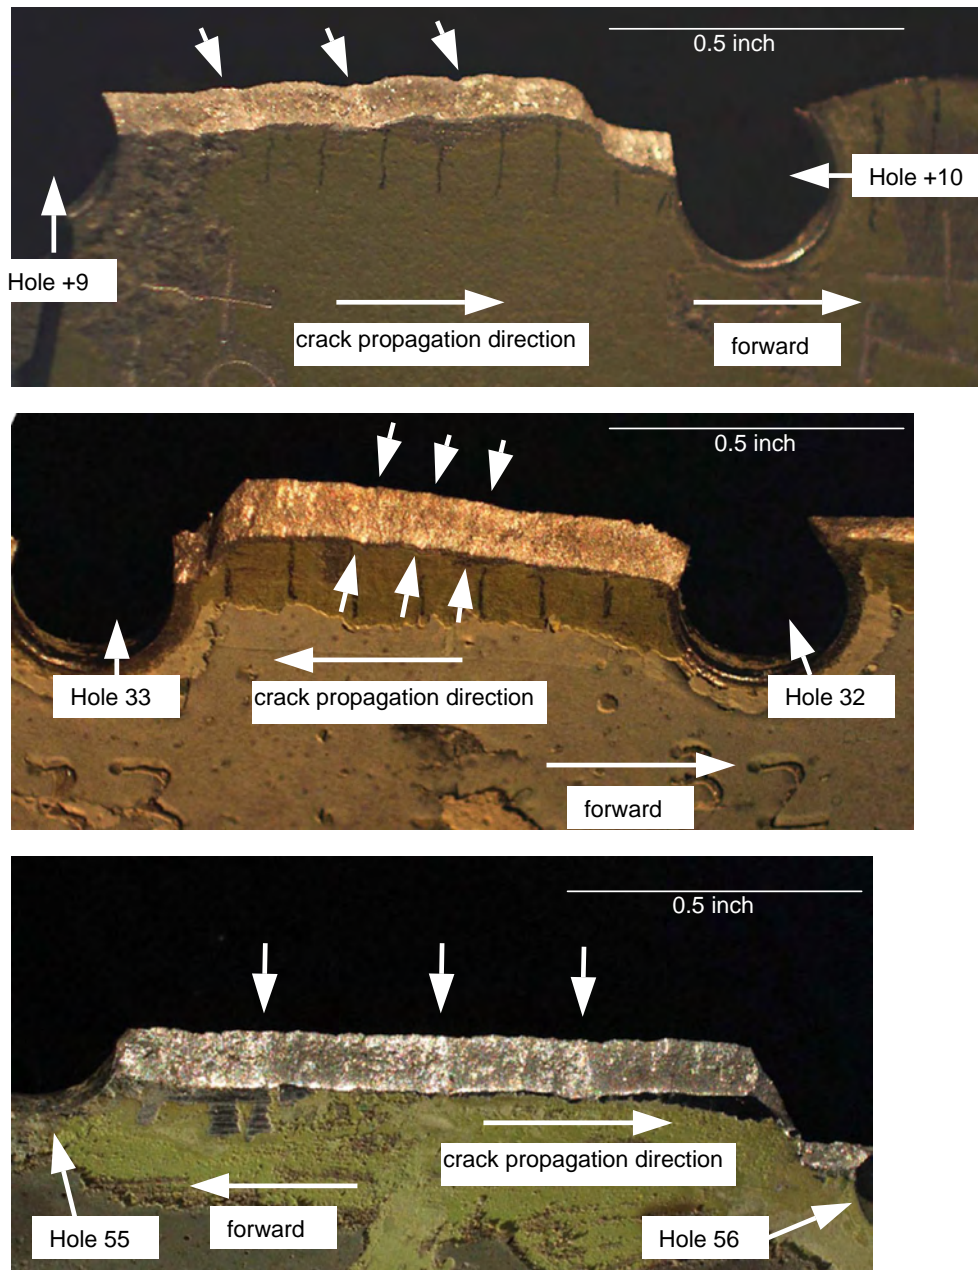 0.5 inch
Hole +10
Hole +9
crack propagation direction
forward
0.5 inch
Hole 33
crack propagation direction
Hole 32
forward
0.5 inch
crack propagation direction
forward
Hole 55
Hole 56